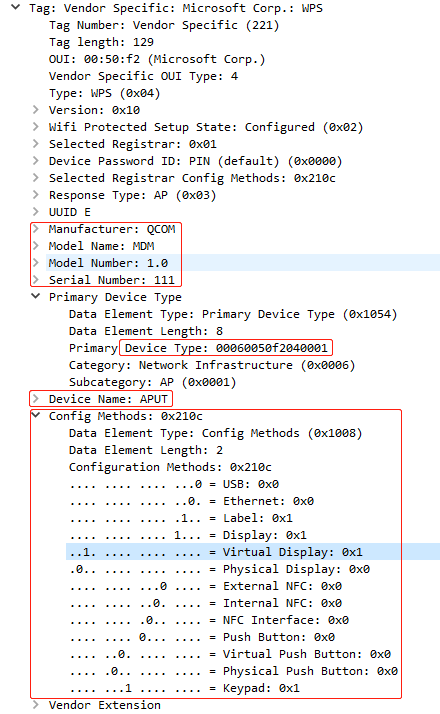 Tag: Vendor Specific: Microsoft Corp.: WPS
Tag Number: Vendor Specific (221)
Tag length: 129
OUI: 00:50:f2 (Microsoft Corp.)
Vendor Specific OUI Type: 4
Type: WPS (0x04)
Version: 0x10
Wifi Protected Setup State: Configured (0x02)
Selected Registrar: 0x01
Device Password ID: PIN (default) (0x0000)
Selected Registrar Config Methods: 0x210c
Response Type: AP (0x03)
UUID E
Manufacturer: QCOM
Model Name: MDM
Model Number: 1.0
Serial Number: 111
Primary Device Type
Data Element Type: Primary Device Type (0x1054)
Data Element Length: 8
Primary Device Type: 00060050f2040001
Category: Network Infrastructure (0x0006)
Subcategory: AP (0x0001)
Device Name: APUT
Config Methods: 0x210c
Data Element Type: Config Methods (0x1008)
Data Element Length: 2
Configuration Methods: 0x210c
.... .... .... ...0 = USB: 0x0
.... .... .... ..0. = Ethernet: 0x0
.... .... .... .1.. = Label: 0x1
.... .... .... 1... = Display: 0x1
..1. .... .... .... = Virtual Display: 0x1
.0.. .... .... .... = Physical Display: 0x0
.... .... ...0 .... = External NFC: 0x0
.... .... ..0. .... = Internal NFC: 0x0
.... .... .0.. .... = NFC Interface: 0x0
.... .... 0... .... = Push Button: 0x0
.... ..0. .... .... = Virtual Push Button: 0x0
.... .0.. .... .... = Physical Push Button: 0x0
.... ...1 .... .... = Keypad: 0x1
Vendor Extension